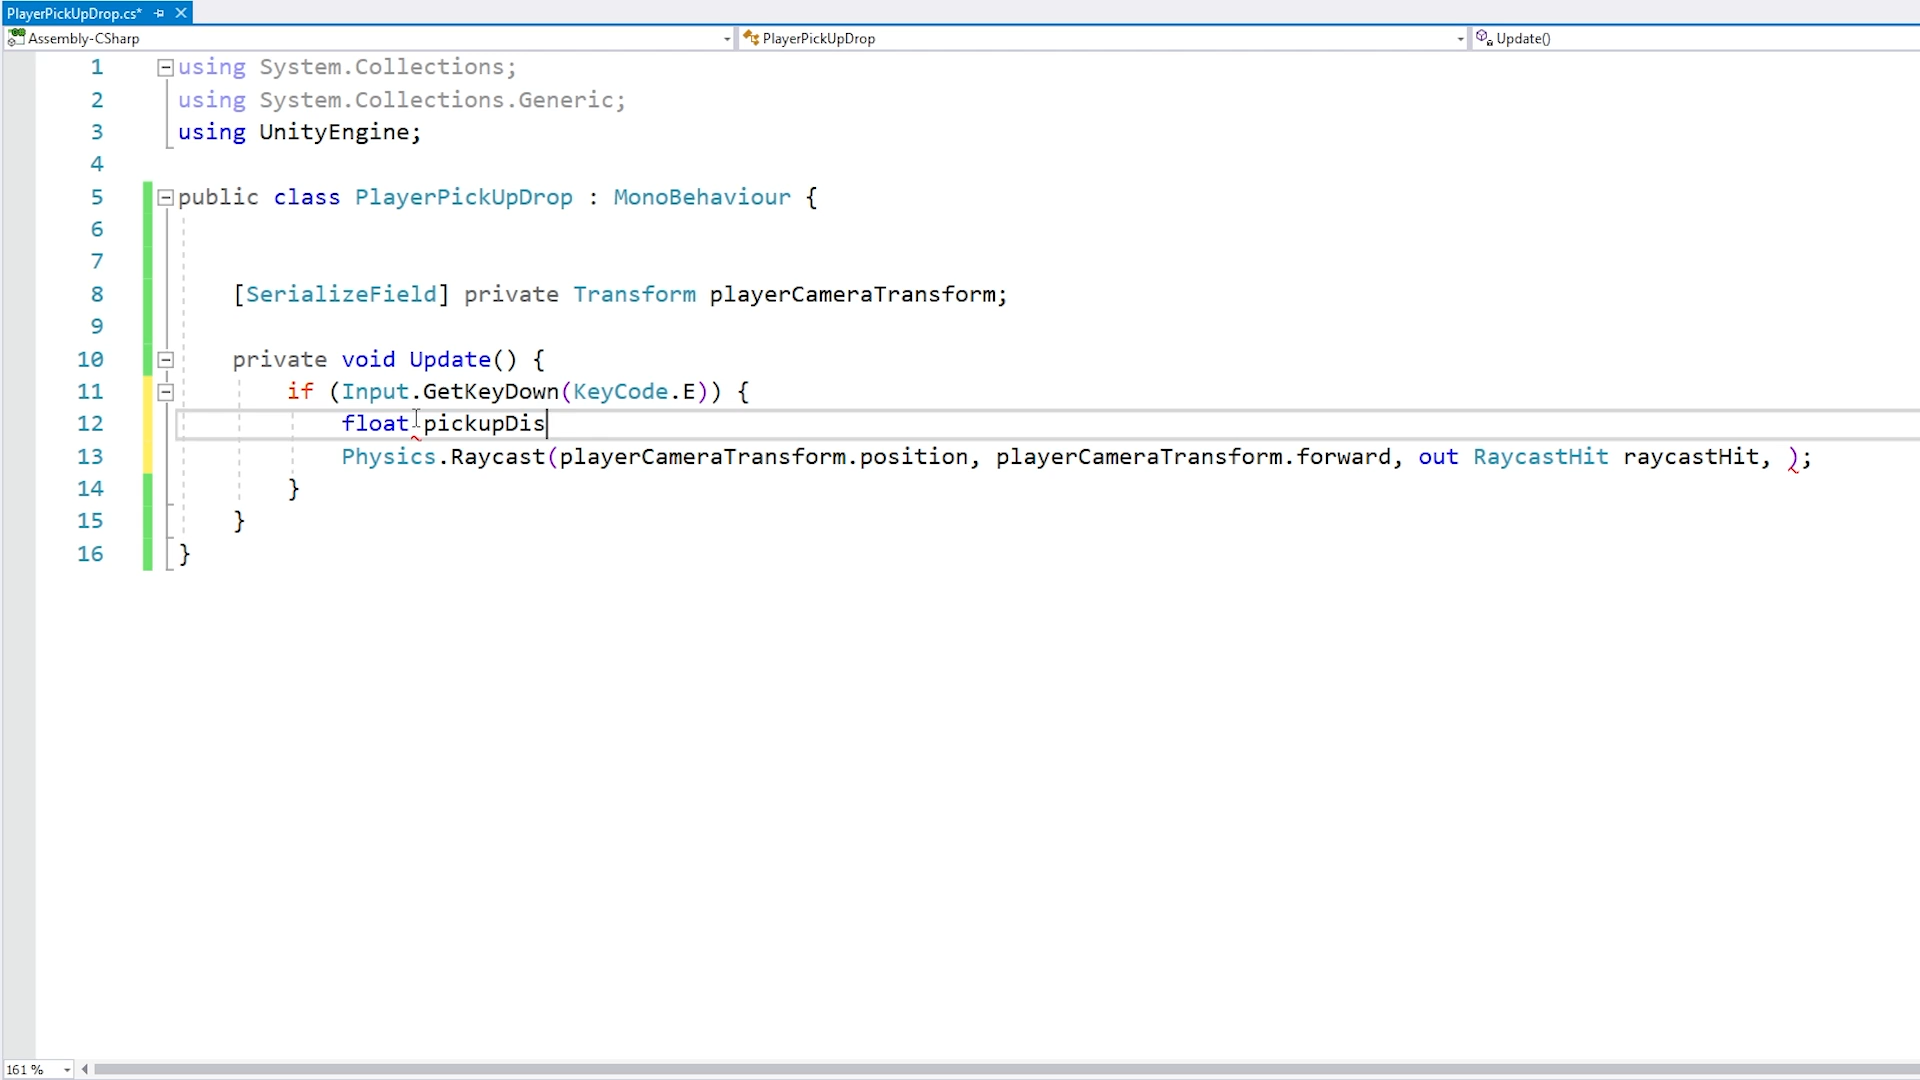 PlayerPickUpDrop.cs*
Assembly-CSharp PlayerPickUpDrop Update()
1 using System.Collections;
2 using System.Collections.Generic;
3 using UnityEngine;
4
5 public class PlayerPickUpDrop : MonoBehaviour {
6
7
8 [SerializeField] private Transform playerCameraTransform;
9
10 private void Update() {
11 if (Input.GetKeyDown(KeyCode.E)) {
12 float pickupDis
13 Physics.Raycast(playerCameraTransform.position, playerCameraTransform.forward, out RaycastHit raycastHit, );
14 }
15 }
16 }
161 %